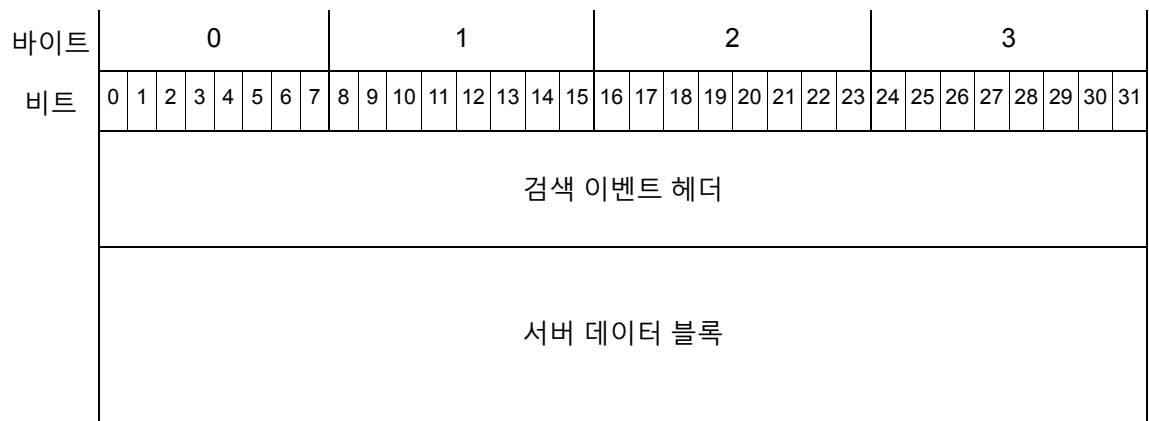 바이트 0 1 2 3
비트 0 1 2 3 4 5 6 7 8 9 10 11 12 13 14 15 16 17 18 19 20 21 22 23 24 25 26 27 28 29 30 31
검색 이벤트 헤더
서버 데이터 블록